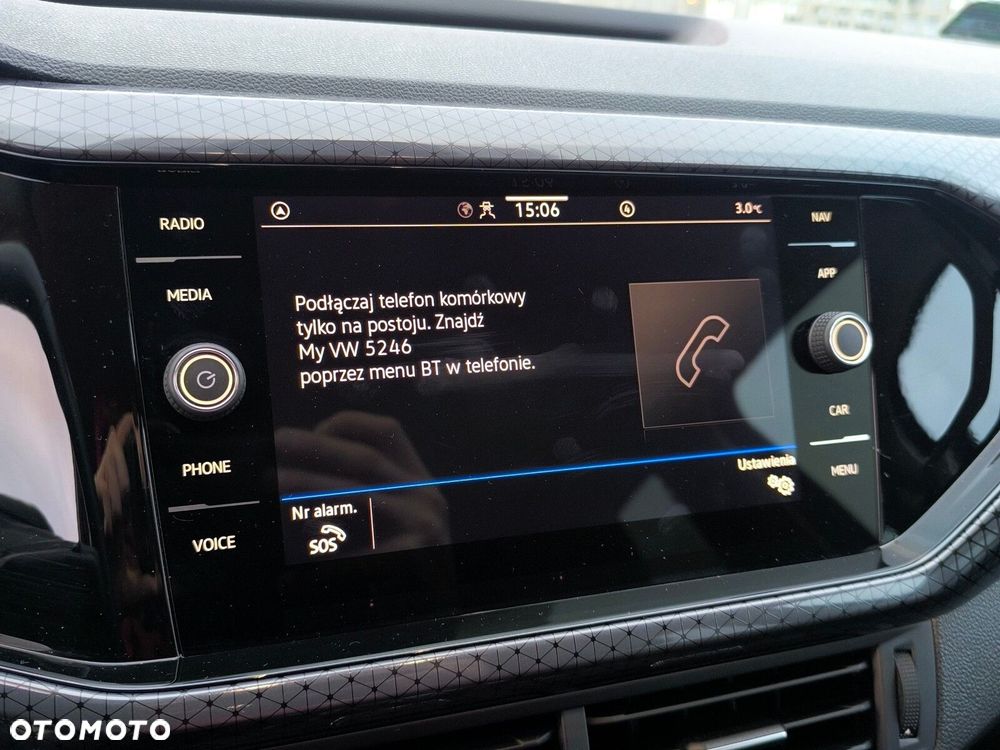 RADIO
MEDIA
PHONE
VOICE
15:06
4
3.0°C
Podłączaj telefon komórkowy
tylko na postoju. Znajdź
My VW 5246
poprzez menu BT w telefonie.
Ustawienia
Nr alarm.
SOS
NAV
APP
CAR
MENU
OTOMOTO